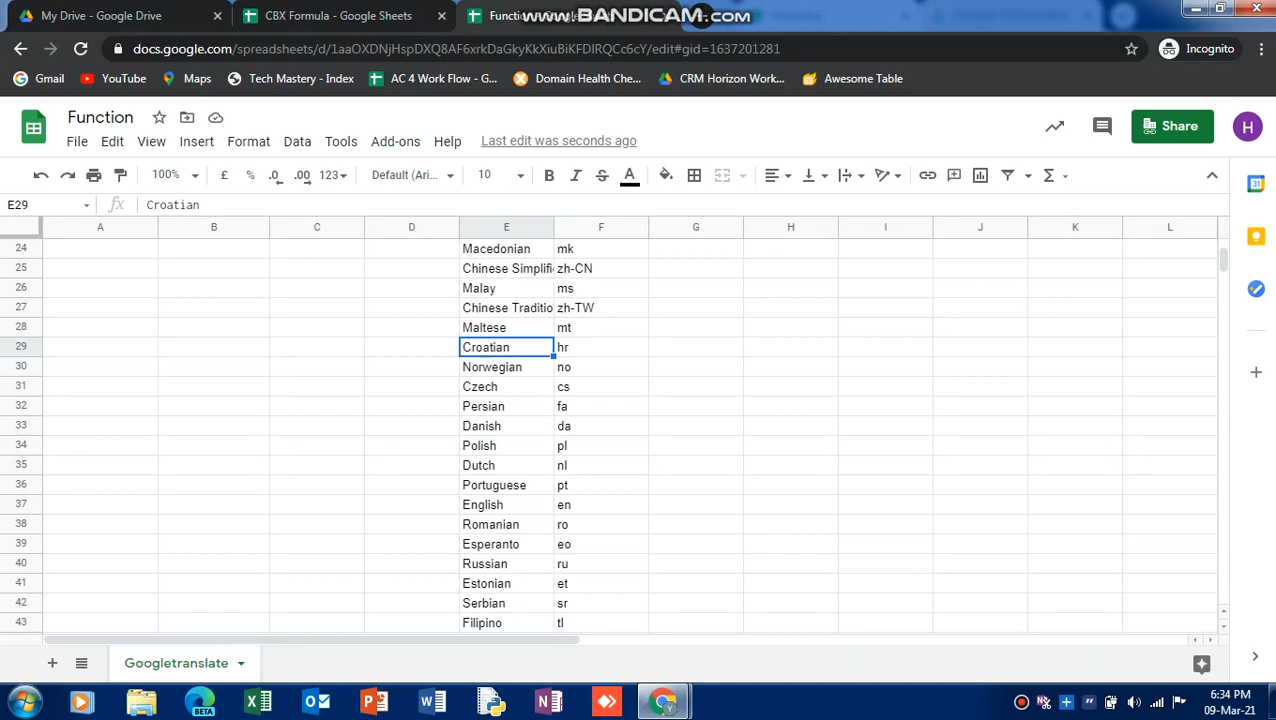 My Drive - Google Drive
CBX Formula - Google Sheets
Function
www.BANDICAM.com
docs.google.com/spreadsheets/d/1aaOXDNjHspDXQ8AF6xrkDaGkyKkXiuBiKFDIRQCc6cY/edit#gid=1637201281
Incognito
Gmail
YouTube
Maps
Tech Mastery - Index
AC 4 Work Flow - G...
Domain Health Che...
CRM Horizon Work...
Awesome Table
Function
Share
H
File Edit View Insert Format Data Tools Add-ons Help Last edit was seconds ago
100% £ % .0 .00 123 Default (Ari... 10 B I S A Σ
E29 fx Croatian
A B C D E F G H I J K L
24 Macedonian mk
25 Chinese Simplifi zh-CN
26 Malay ms
27 Chinese Traditio zh-TW
28 Maltese mt
29 Croatian hr
30 Norwegian no
31 Czech cs
32 Persian fa
33 Danish da
34 Polish pl
35 Dutch nl
36 Portuguese pt
37 English en
38 Romanian ro
39 Esperanto eo
40 Russian ru
41 Estonian et
42 Serbian sr
43 Filipino tl
Googletranslate
6:34 PM
09-Mar-21